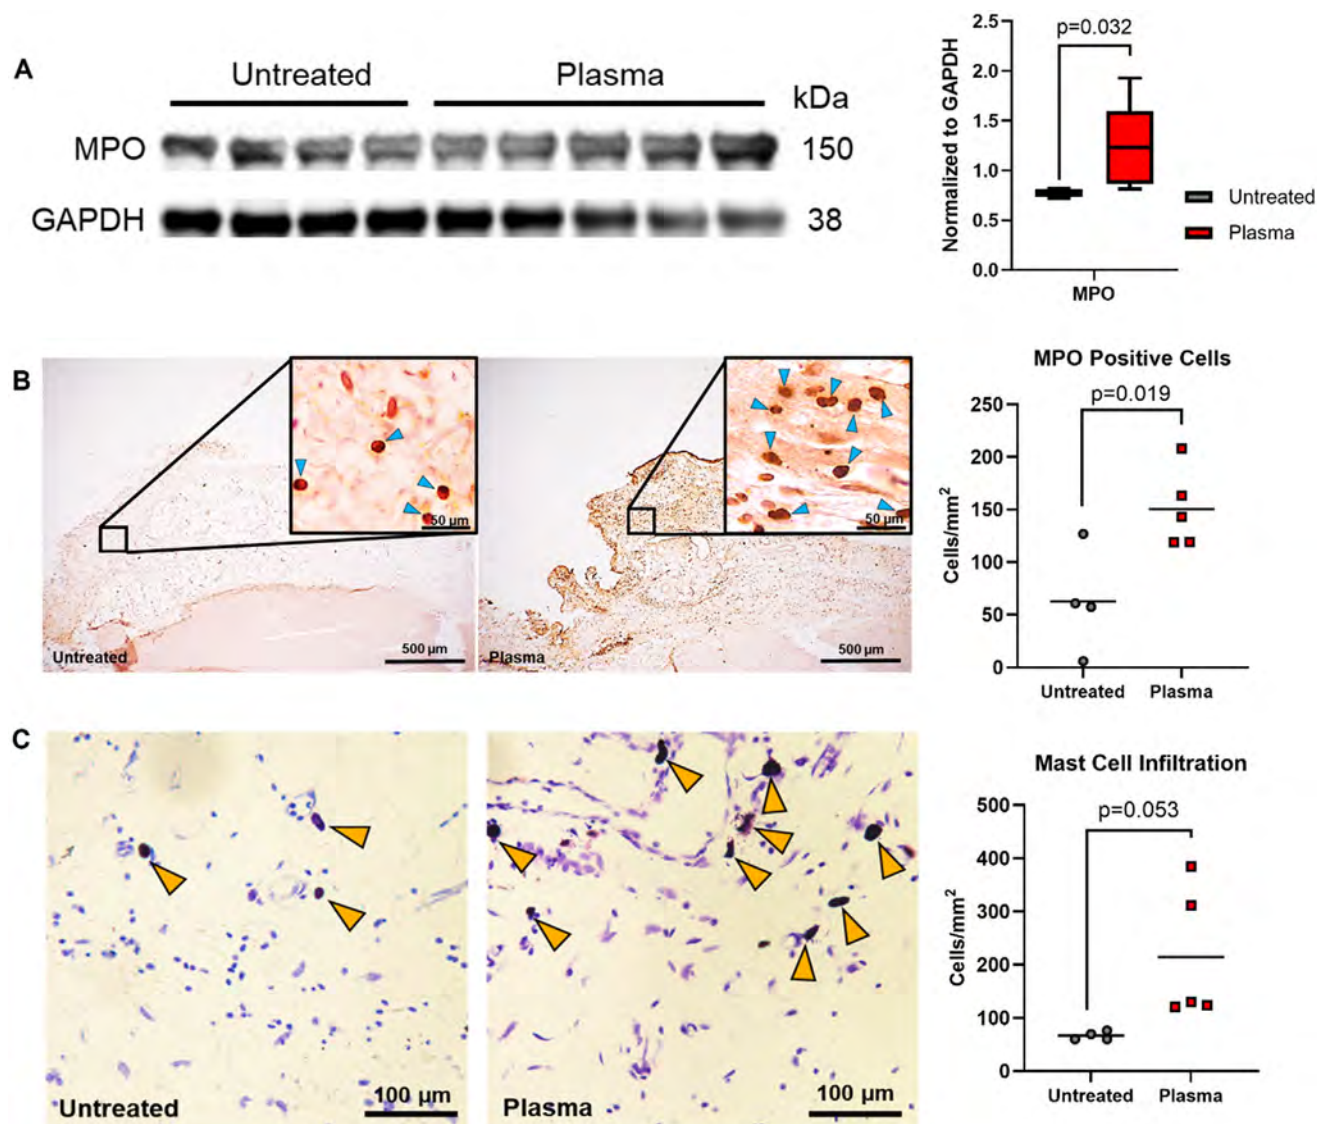 A
Untreated
Plasma
kDa
MPO
150
GAPDH
38
Normalized to GAPDH
2.5
2.0
1.5
1.0
0.5
0.0
p=0.032
MPO
Untreated
Plasma
B
50 µm
500 µm
Untreated
50 µm
500 µm
Plasma
MPO Positive Cells
p=0.019
Cells/mm²
250
200
150
100
50
0
Untreated
Plasma
C
Untreated
100 µm
Plasma
100 µm
Mast Cell Infiltration
p=0.053
Cells/mm²
500
400
300
200
100
0
Untreated
Plasma